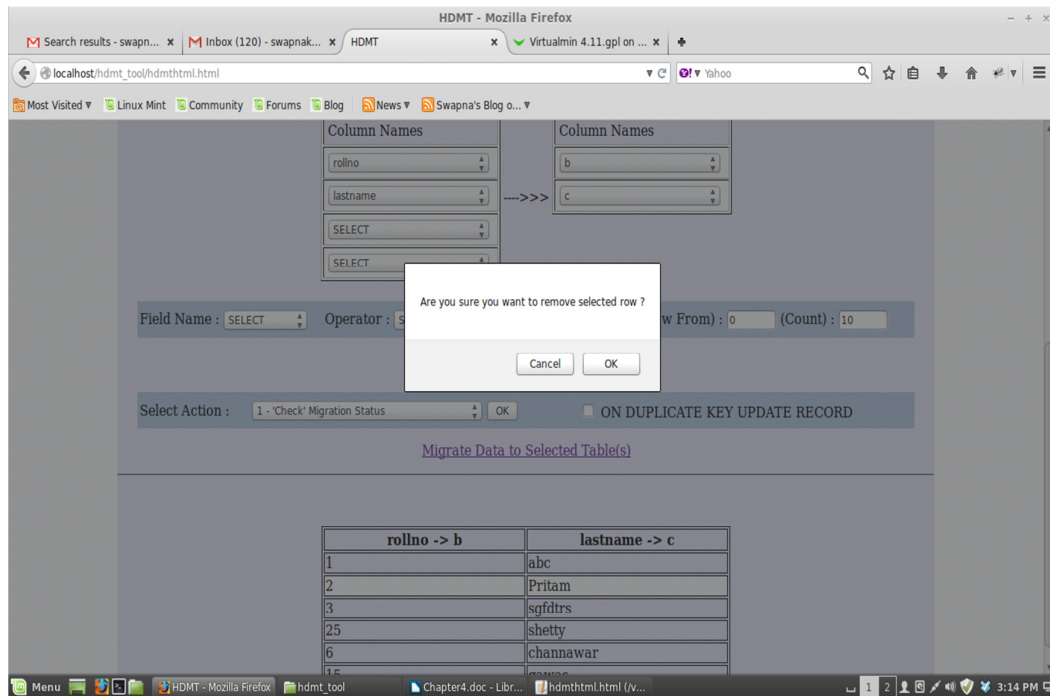 HDMT - Mozilla Firefox
Search results - swapn... Inbox (120) - swapnak... HDMT Virtualmin 4.11.gpl on ...
localhost/hdmt_tool/hdmthtml.html Yahoo
Most Visited Linux Mint Community Forums Blog News Swapna's Blog o...
Column Names Column Names
rollno b
lastname ---->>> c
SELECT
SELECT
Are you sure you want to remove selected row ?
Field Name : SELECT Operator : w From) : 0 (Count) : 10
Cancel OK
Select Action : 1 - 'Check' Migration Status OK ON DUPLICATE KEY UPDATE RECORD
Migrate Data to Selected Table(s)
rollno -> b lastname -> c
1 abc
2 Pritam
3 sgfdtrs
25 shetty
6 channawar
Menu HDMT - Mozilla Firefox hdmt_tool Chapter4.doc - Libr... hdmthtml.html (/v... 1 2 3:14 PM